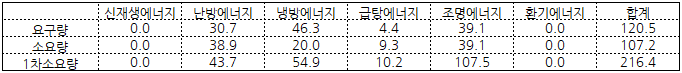 신재생에너지 난방에너지 냉방에너지 급탕에너지 조명에너지 환기에너지 합계
요구량 0.0 30.7 46.3 4.4 39.1 0.0 120.5
소요량 0.0 38.9 20.0 9.3 39.1 0.0 107.2
1차소요량 0.0 43.7 54.9 10.2 107.5 0.0 216.4